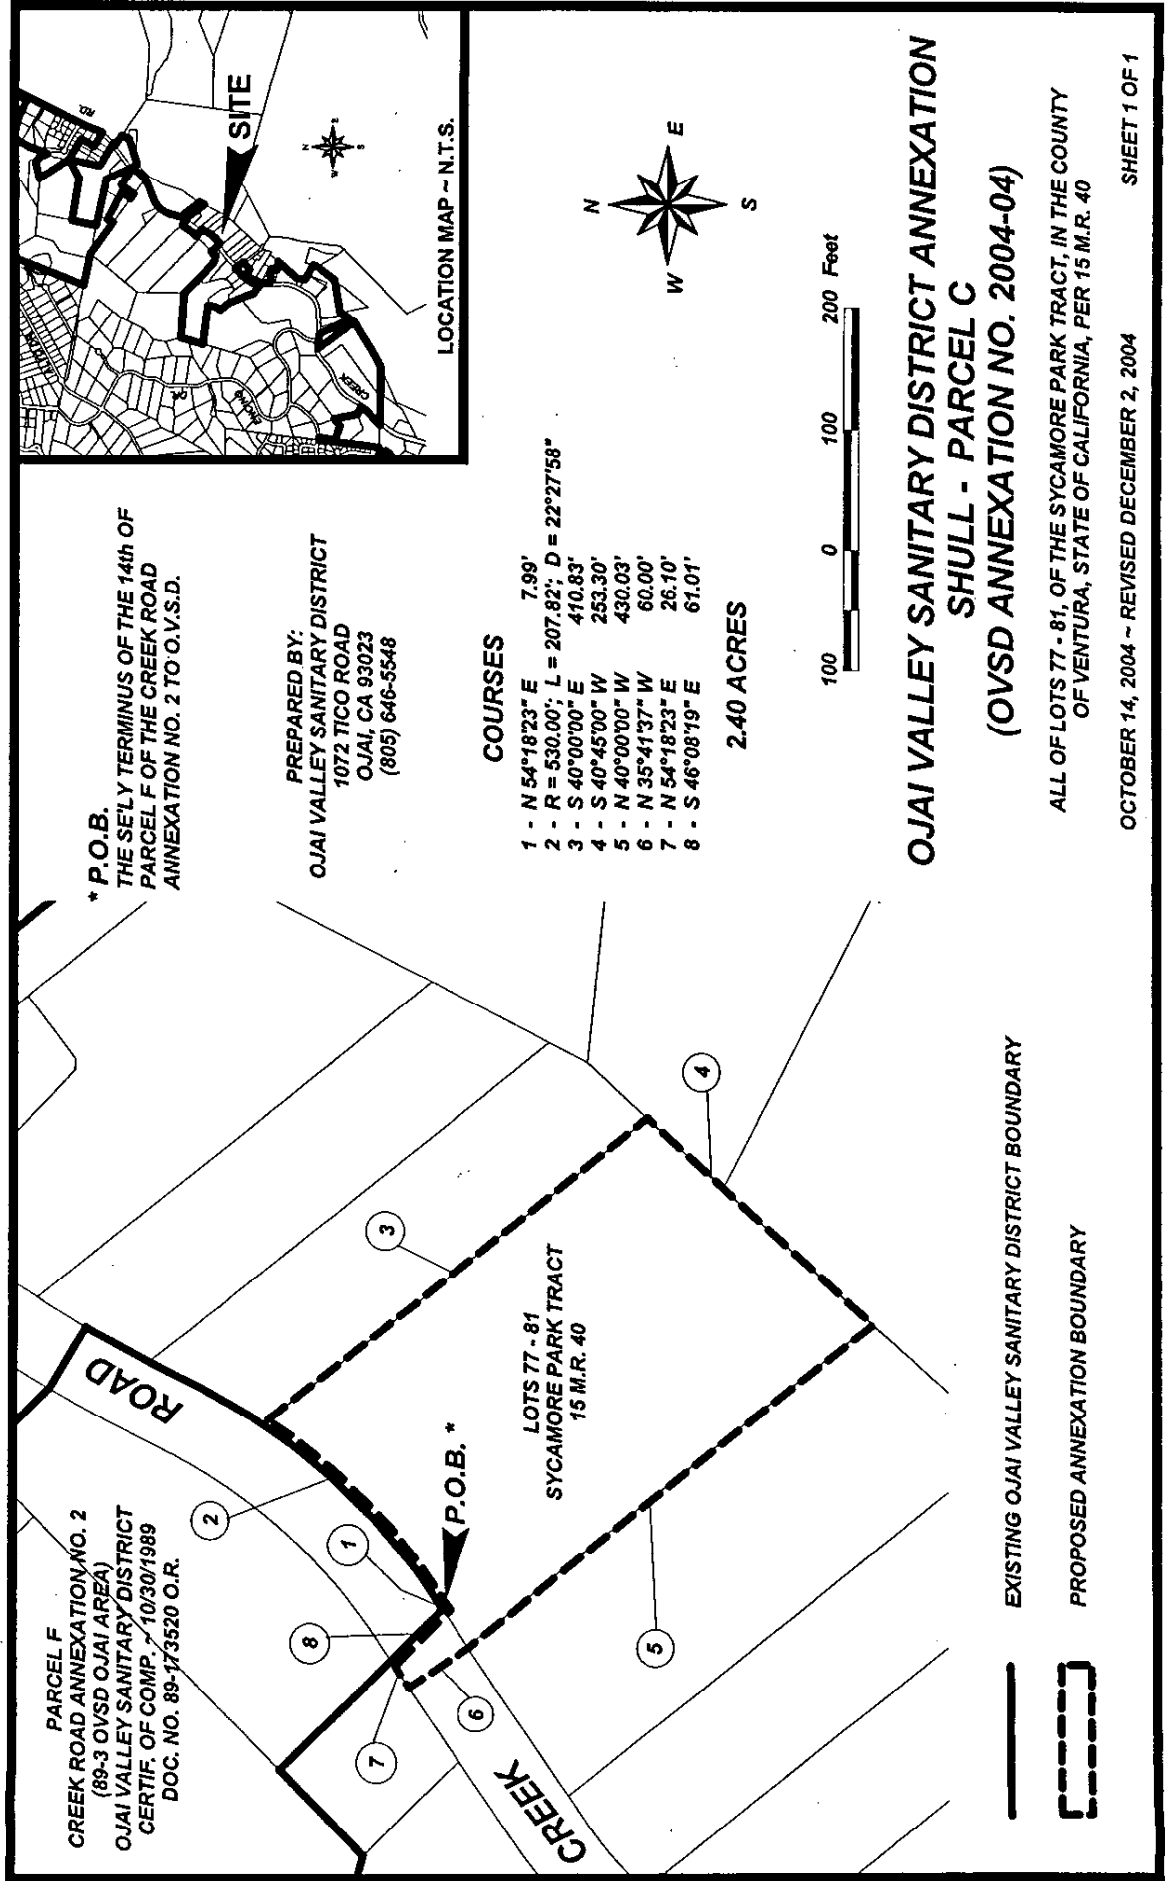 PARCEL F
CREEK ROAD ANNEXATION NO. 2
(89-3 OVSD OJAI AREA)
OJAI VALLEY SANITARY DISTRICT
CERTIF. OF COMP. ~ 10/30/1989
DOC. NO. 89-173520 O.R.
CREEK
ROAD
1
2
3
4
5
6
7
8
P.O.B. *
LOTS 77 - 81
SYCAMORE PARK TRACT
15 M.R. 40
EXISTING OJAI VALLEY SANITARY DISTRICT BOUNDARY
PROPOSED ANNEXATION BOUNDARY
* P.O.B.
THE SE'LY TERMINUS OF THE 14th OF
PARCEL F OF THE CREEK ROAD
ANNEXATION NO. 2 TO O.V.S.D.
PREPARED BY:
OJAI VALLEY SANITARY DISTRICT
1072 TICO ROAD
OJAI, CA 93023
(805) 646-5548
COURSES
1 - N 54°18'23" E 7.99'
2 - R = 530.00'; L = 207.82'; D = 22°27'58"
3 - S 40°00'00" E 410.83'
4 - S 40°45'00" W 253.30'
5 - N 40°00'00" W 430.03'
6 - N 35°41'37" W 60.00'
7 - N 54°18'23" E 26.10'
8 - S 46°08'19" E 61.01'
2.40 ACRES
RD.
SITE
N
W E
S
CREEK
ENCINO
DR.
LOCATION MAP ~ N.T.S.
N
W E
S
100 0 100 200 Feet
OJAI VALLEY SANITARY DISTRICT ANNEXATION
SHULL - PARCEL C
(OVSD ANNEXATION NO. 2004-04)
ALL OF LOTS 77 - 81, OF THE SYCAMORE PARK TRACT, IN THE COUNTY
OF VENTURA, STATE OF CALIFORNIA, PER 15 M.R. 40
OCTOBER 14, 2004 ~ REVISED DECEMBER 2, 2004
SHEET 1 OF 1